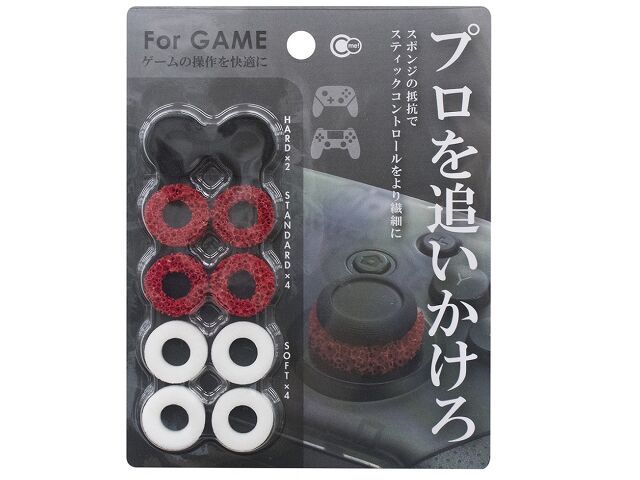 For GAME
ゲームの操作を快適に
Come!
プロを追いかけろ
スポンジの抵抗で
スティックコントロールをより繊細に
HARD×2
STANDARD×4
SOFT×4